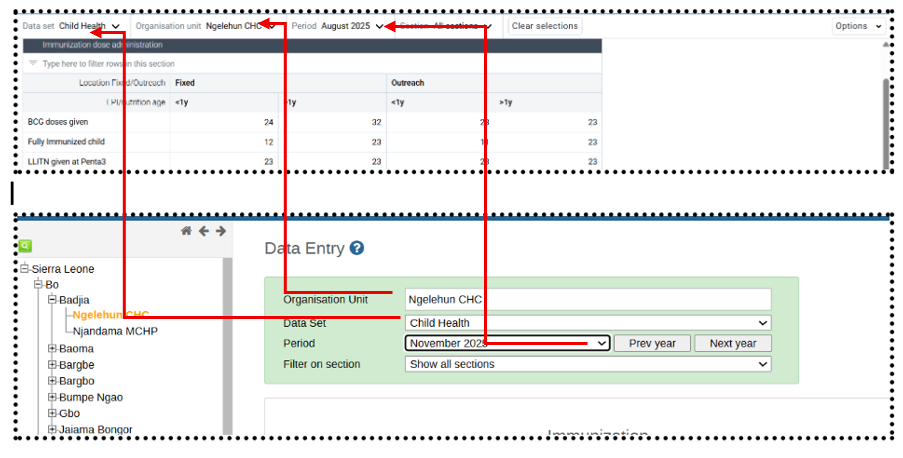 Data set Child Health Organisation unit Ngelehun CHC Period August 2025 Section All sections Clear selections Options
Immunization dose administration
Type here to filter rows in this section
Location Fixed/Outreach Fixed Outreach
EPI/nutrition age <1y >1y <1y >1y
BCG doses given 24 32 23 23
Fully Immunized child 12 23 23
LLITN given at Penta3 23 23 23 23
Data Entry ?
Sierra Leone
Bo
Badjia
Ngelehun CHC
Njandama MCHP
Baoma
Bargbe
Bargbo
Bumpe Ngao
Gbo
Jaiama Bongor
Organisation Unit Ngelehun CHC
Data Set Child Health
Period November 2025 Prev year Next year
Filter on section Show all sections
Immunization